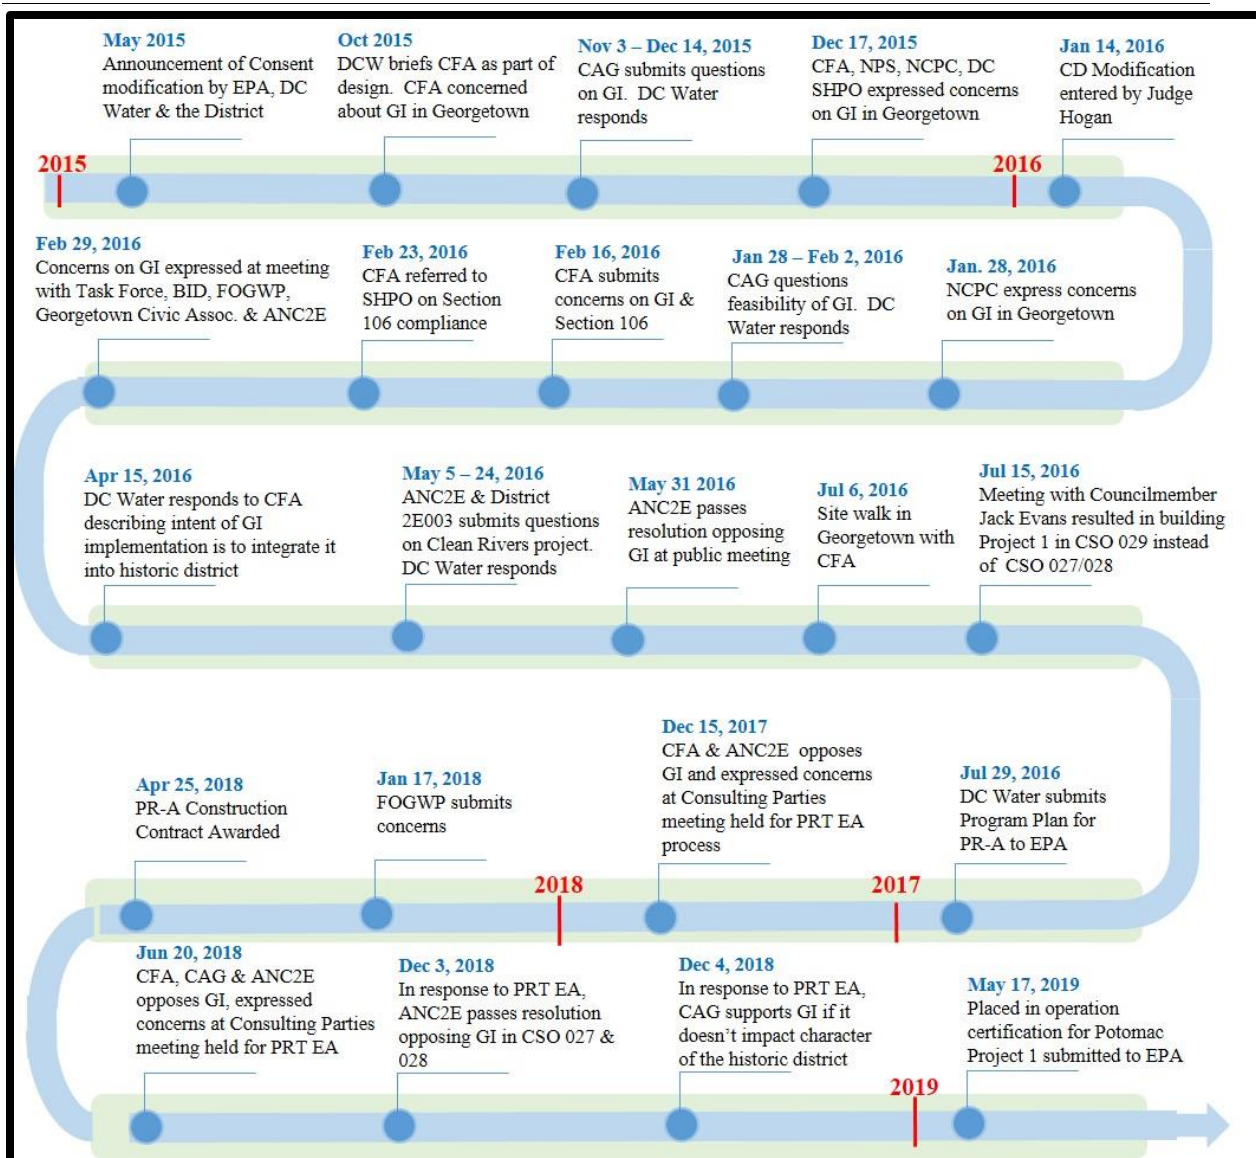 May 2015
Announcement of Consent
modification by EPA, DC
Water & the District
Oct 2015
DCW briefs CFA as part of
design. CFA concerned
about GI in Georgetown
Nov 3 – Dec 14, 2015
CAG submits questions
on GI. DC Water
responds
Dec 17, 2015
CFA, NPS, NCPC, DC
SHPO expressed concerns
on GI in Georgetown
Jan 14, 2016
CD Modification
entered by Judge
Hogan
2015
2016
Feb 29, 2016
Concerns on GI expressed at meeting
with Task Force, BID, FOGWP,
Georgetown Civic Assoc. & ANC2E
Feb 23, 2016
CFA referred to
SHPO on Section
106 compliance
Feb 16, 2016
CFA submits
concerns on GI &
Section 106
Jan 28 – Feb 2, 2016
CAG questions
feasibility of GI. DC
Water responds
Jan. 28, 2016
NCPC express concerns
on GI in Georgetown
Apr 15, 2016
DC Water responds to CFA
describing intent of GI
implementation is to integrate it
into historic district
May 5 – 24, 2016
ANC2E & District
2E003 submits questions
on Clean Rivers project.
DC Water responds
May 31 2016
ANC2E passes
resolution opposing
GI at public meeting
Jul 6, 2016
Site walk in
Georgetown with
CFA
Jul 15, 2016
Meeting with Councilmember
Jack Evans resulted in building
Project 1 in CSO 029 instead
of CSO 027/028
Apr 25, 2018
PR-A Construction
Contract Awarded
Jan 17, 2018
FOGWP submits
concerns
Dec 15, 2017
CFA & ANC2E opposes
GI and expressed concerns
at Consulting Parties
meeting held for PRT EA
process
Jul 29, 2016
DC Water submits
Program Plan for
PR-A to EPA
2018
2017
Jun 20, 2018
CFA, CAG & ANC2E
opposes GI, expressed
concerns at Consulting Parties
meeting held for PRT EA
Dec 3, 2018
In response to PRT EA,
ANC2E passes resolution
opposing GI in CSO 027 &
028
Dec 4, 2018
In response to PRT EA,
CAG supports GI if it
doesn't impact character
of the historic district
May 17, 2019
Placed in operation
certification for Potomac
Project 1 submitted to EPA
2019